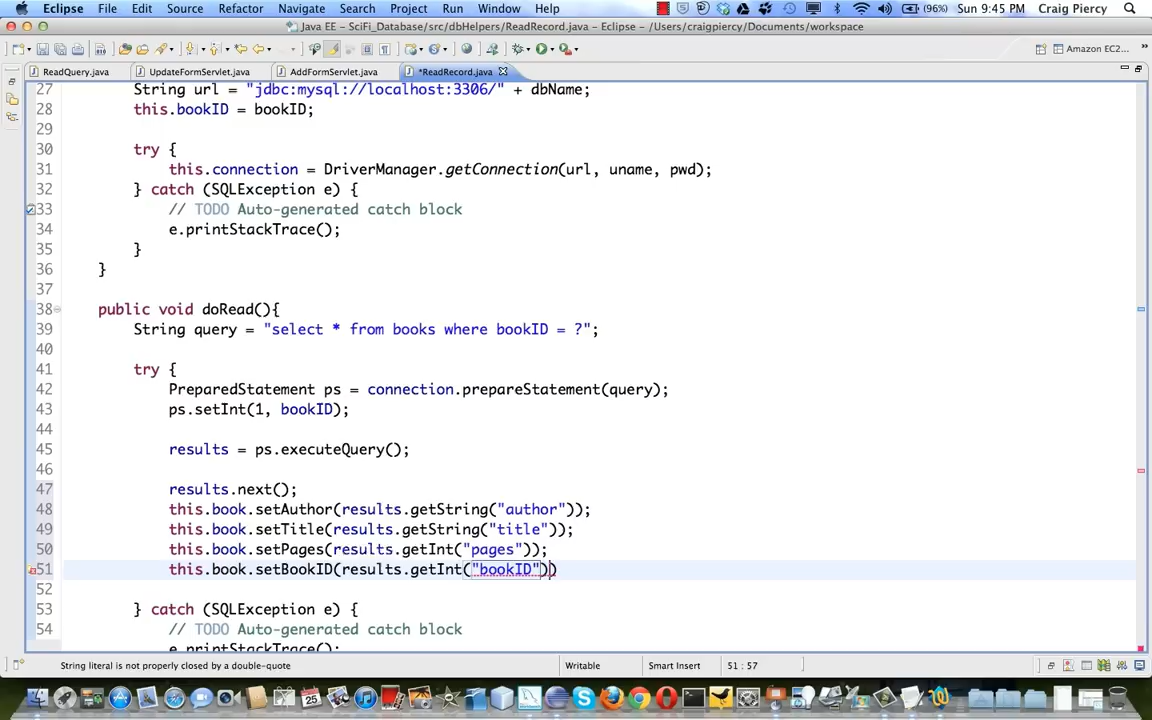 Eclipse File Edit Source Refactor Navigate Search Project Run Window Help (96%) Sun 9:45 PM Craig Piercy
Java EE - SciFi_Database/src/dbHelpers/ReadRecord.java - Eclipse - /Users/craigpiercy/Documents/workspace
Amazon EC2...
ReadQuery.java UpdateFormServlet.java AddFormServlet.java *ReadRecord.java
27 String url = "jdbc:mysql://localhost:3306/" + dbName;
28 this.bookID = bookID;
29
30 try {
31 this.connection = DriverManager.getConnection(url, uname, pwd);
32 } catch (SQLException e) {
33 // TODO Auto-generated catch block
34 e.printStackTrace();
35 }
36 }
37
38 public void doRead(){
39 String query = "select * from books where bookID = ?";
40
41 try {
42 PreparedStatement ps = connection.prepareStatement(query);
43 ps.setInt(1, bookID);
44
45 results = ps.executeQuery();
46
47 results.next();
48 this.book.setAuthor(results.getString("author"));
49 this.book.setTitle(results.getString("title"));
50 this.book.setPages(results.getInt("pages"));
51 this.book.setBookID(results.getInt("bookID"))
52
53 } catch (SQLException e) {
54 // TODO Auto-generated catch block
e.printStackTrace();
String literal is not properly closed by a double-quote Writable Smart Insert 51 : 57